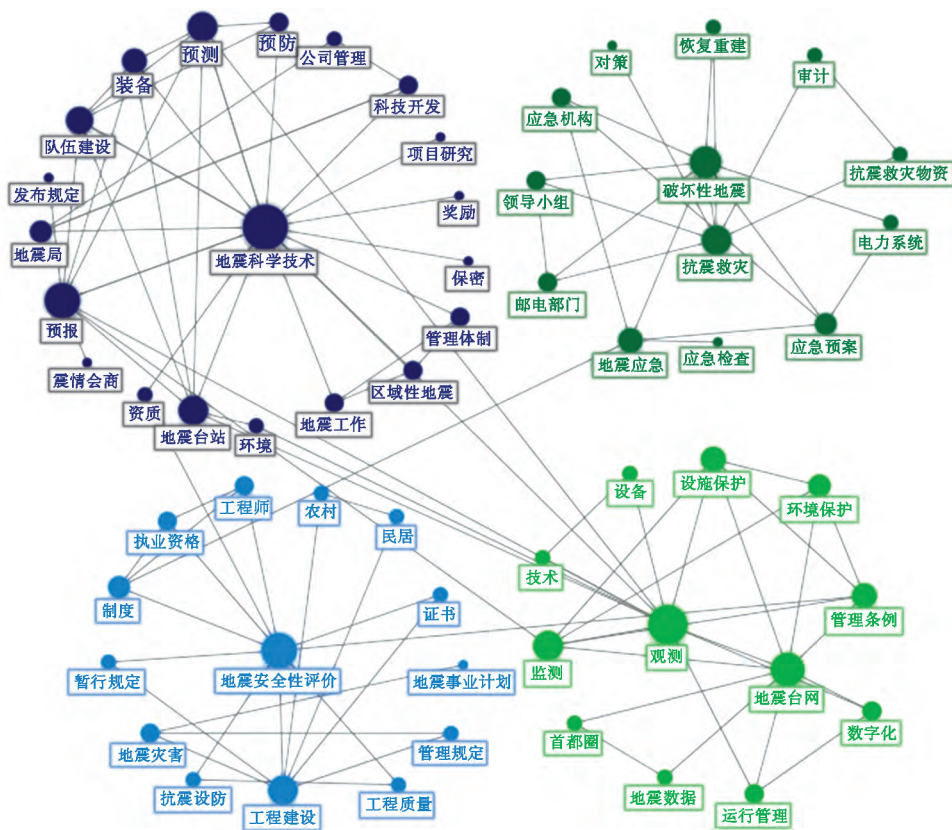 预测
预防
公司管理
装备
科技开发
队伍建设
项目研究
发布规定
奖励
地震局
地震科学技术
保密
预报
管理体制
震情会商
区域性地震
资质
地震台站
环境
地震工作
恢复重建
对策
审计
应急机构
破坏性地震
抗震救灾物资
领导小组
电力系统
抗震救灾
邮电部门
地震应急
应急检查
应急预案
工程师
农村
执业资格
民居
制度
证书
暂行规定
地震安全性评价
地震事业计划
地震灾害
管理规定
抗震设防
工程建设
工程质量
设备
设施保护
环境保护
技术
管理条例
监测
观测
地震台网
首都圈
数字化
地震数据
运行管理